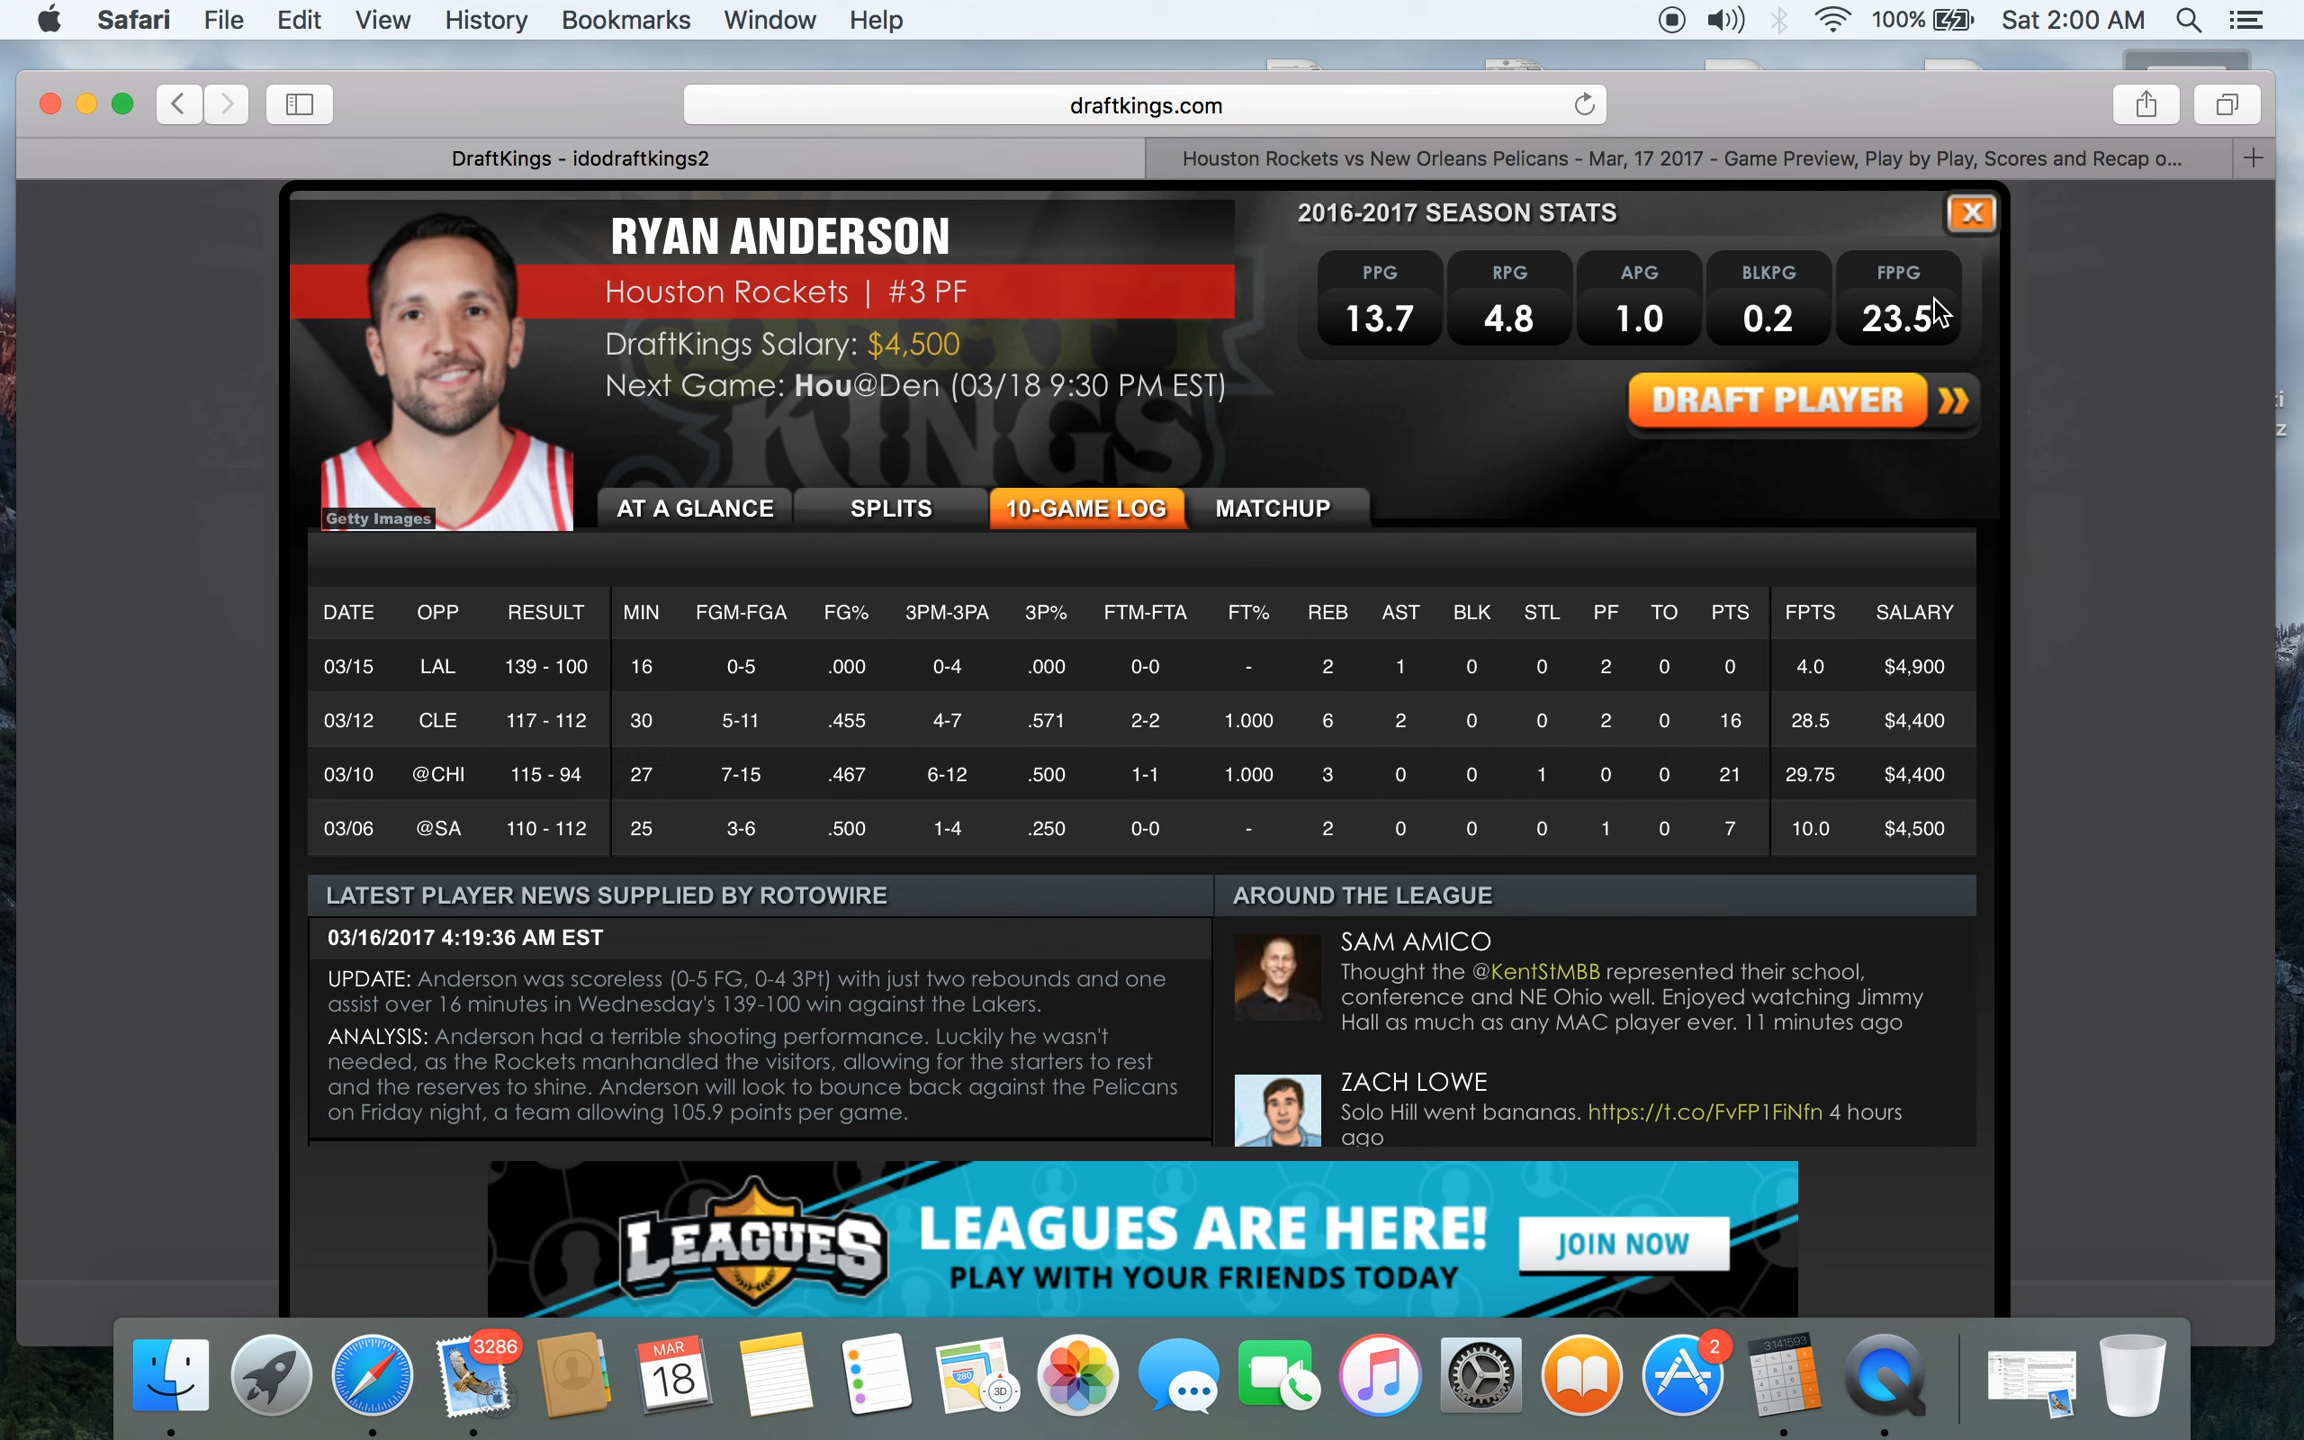 Safari File Edit View History Bookmarks Window Help 100% Sat 2:00 AM
draftkings.com
DraftKings - idodraftkings2 Houston Rockets vs New Orleans Pelicans - Mar, 17 2017 - Game Preview, Play by Play, Scores and Recap o...
RYAN ANDERSON
Houston Rockets | #3 PF
DraftKings Salary: $4,500
Next Game: Hou@Den (03/18 9:30 PM EST)
KINGS
Getty Images
2016-2017 SEASON STATS X
PPG RPG APG BLKPG FPPG
13.7 4.8 1.0 0.2 23.5
DRAFT PLAYER
AT A GLANCE SPLITS 10-GAME LOG MATCHUP
DATE OPP RESULT MIN FGM-FGA FG% 3PM-3PA 3P% FTM-FTA FT% REB AST BLK STL PF TO PTS FPTS SALARY
03/15 LAL 139 - 100 16 0-5 .000 0-4 .000 0-0 - 2 1 0 0 2 0 0 4.0 $4,900
03/12 CLE 117 - 112 30 5-11 .455 4-7 .571 2-2 1.000 6 2 0 0 2 0 16 28.5 $4,400
03/10 @CHI 115 - 94 27 7-15 .467 6-12 .500 1-1 1.000 3 0 0 1 0 0 21 29.75 $4,400
03/06 @SA 110 - 112 25 3-6 .500 1-4 .250 0-0 - 2 0 0 0 1 0 7 10.0 $4,500
LATEST PLAYER NEWS SUPPLIED BY ROTOWIRE
03/16/2017 4:19:36 AM EST
UPDATE: Anderson was scoreless (0-5 FG, 0-4 3Pt) with just two rebounds and one
assist over 16 minutes in Wednesday's 139-100 win against the Lakers.
ANALYSIS: Anderson had a terrible shooting performance. Luckily he wasn't
needed, as the Rockets manhandled the visitors, allowing for the starters to rest
and the reserves to shine. Anderson will look to bounce back against the Pelicans
on Friday night, a team allowing 105.9 points per game.
AROUND THE LEAGUE
SAM AMICO
Thought the @KentStMBB represented their school,
conference and NE Ohio well. Enjoyed watching Jimmy
Hall as much as any MAC player ever. 11 minutes ago
ZACH LOWE
Solo Hill went bananas. https://t.co/FvFP1FiNfn 4 hours
ago
LEAGUES
LEAGUES ARE HERE!
PLAY WITH YOUR FRIENDS TODAY
JOIN NOW
3286
MAR
18
280
3D
2
3.141593